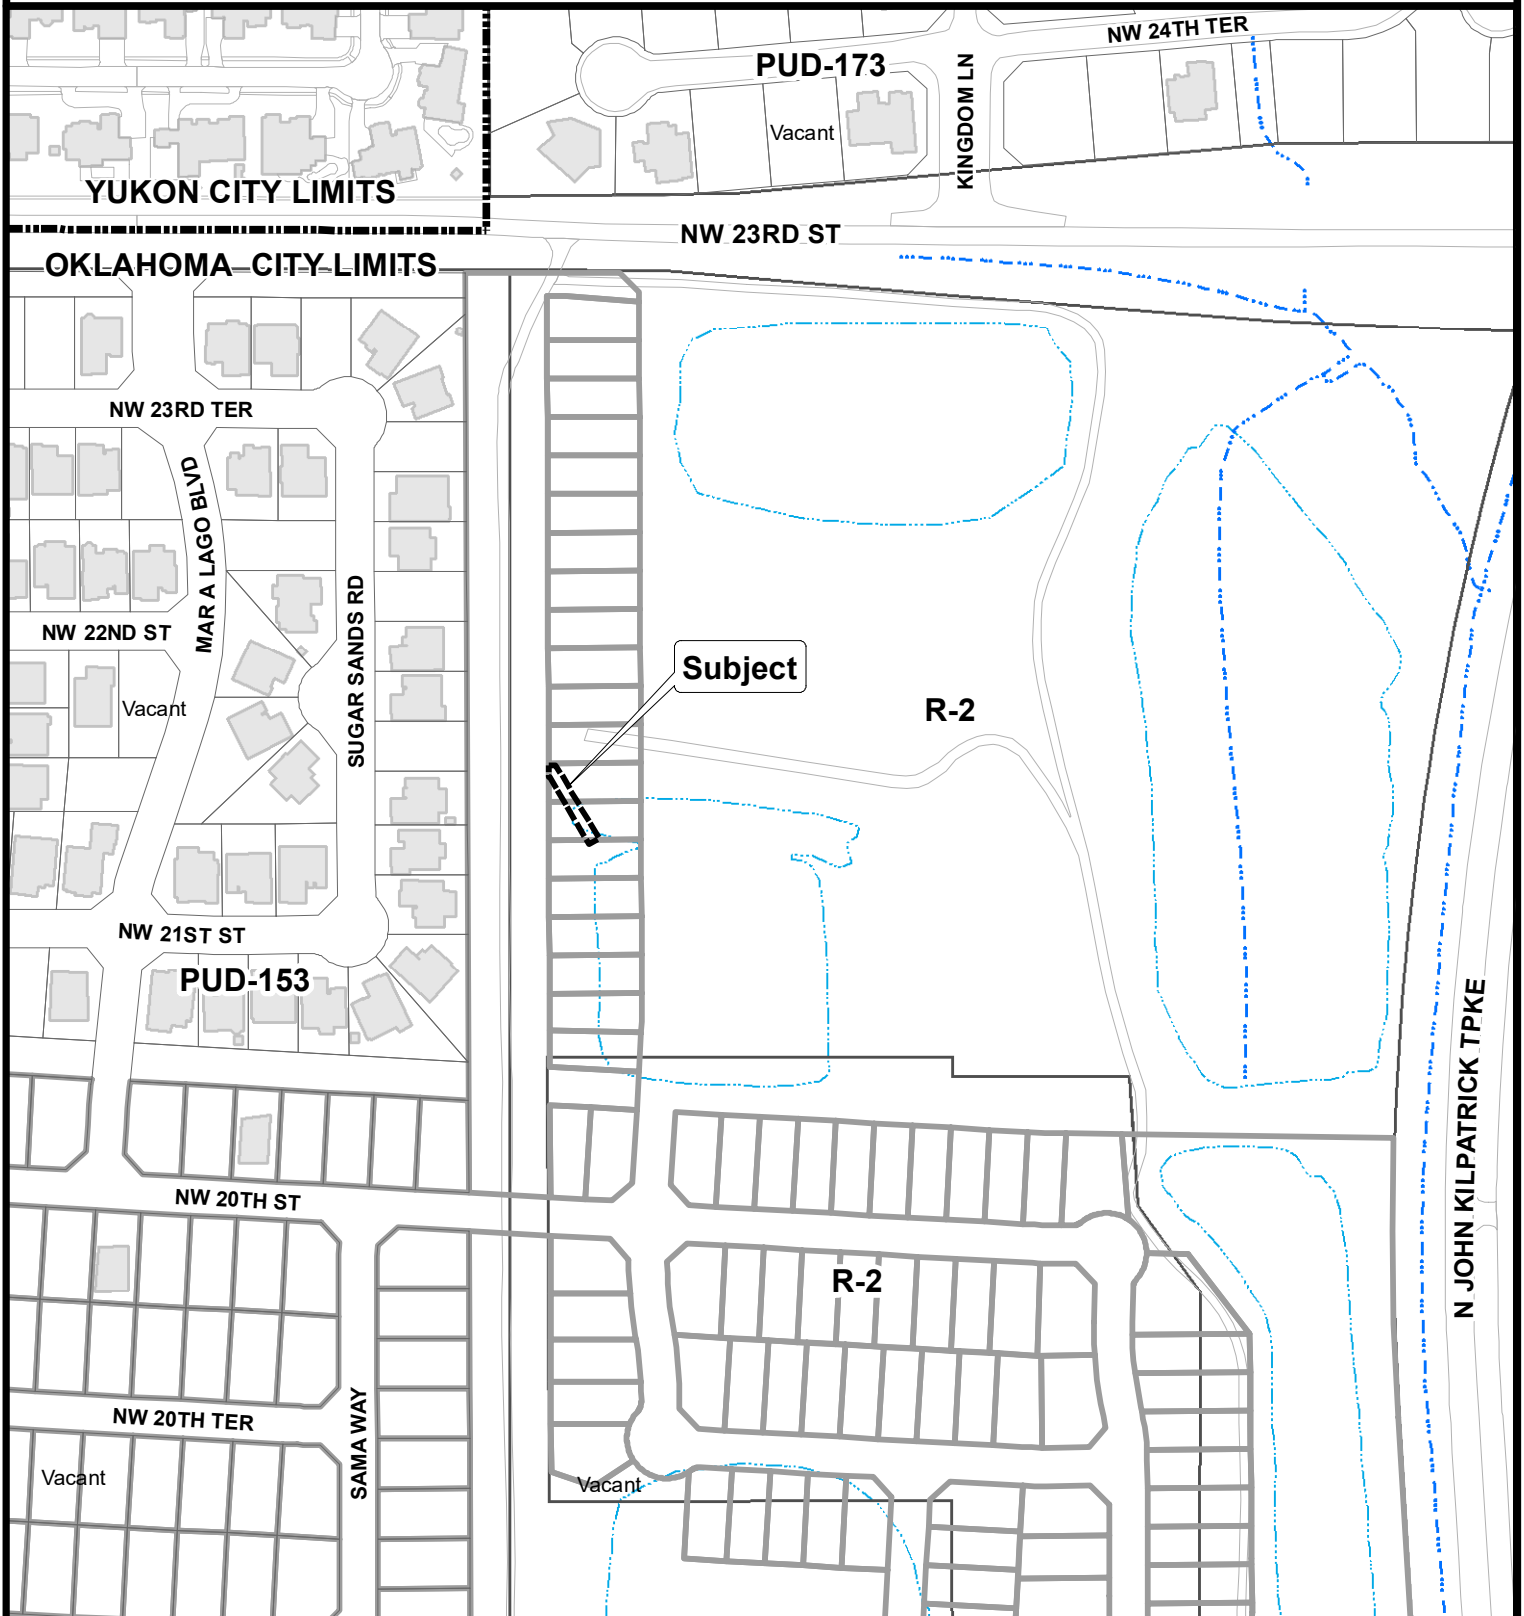 NW 24TH TER
PUD-173
KINGDOM LN
Vacant
YUKON CITY LIMITS
NW 23RD ST
OKLAHOMA CITY LIMITS
NW 23RD TER
MAR A LAGO BLVD
SUGAR SANDS RD
NW 22ND ST
Subject
Vacant
R-2
NW 21ST ST
PUD-153
N JOHN KILPATRICK TPKE
NW 20TH ST
R-2
NW 20TH TER
SAMA WAY
Vacant
Vacant